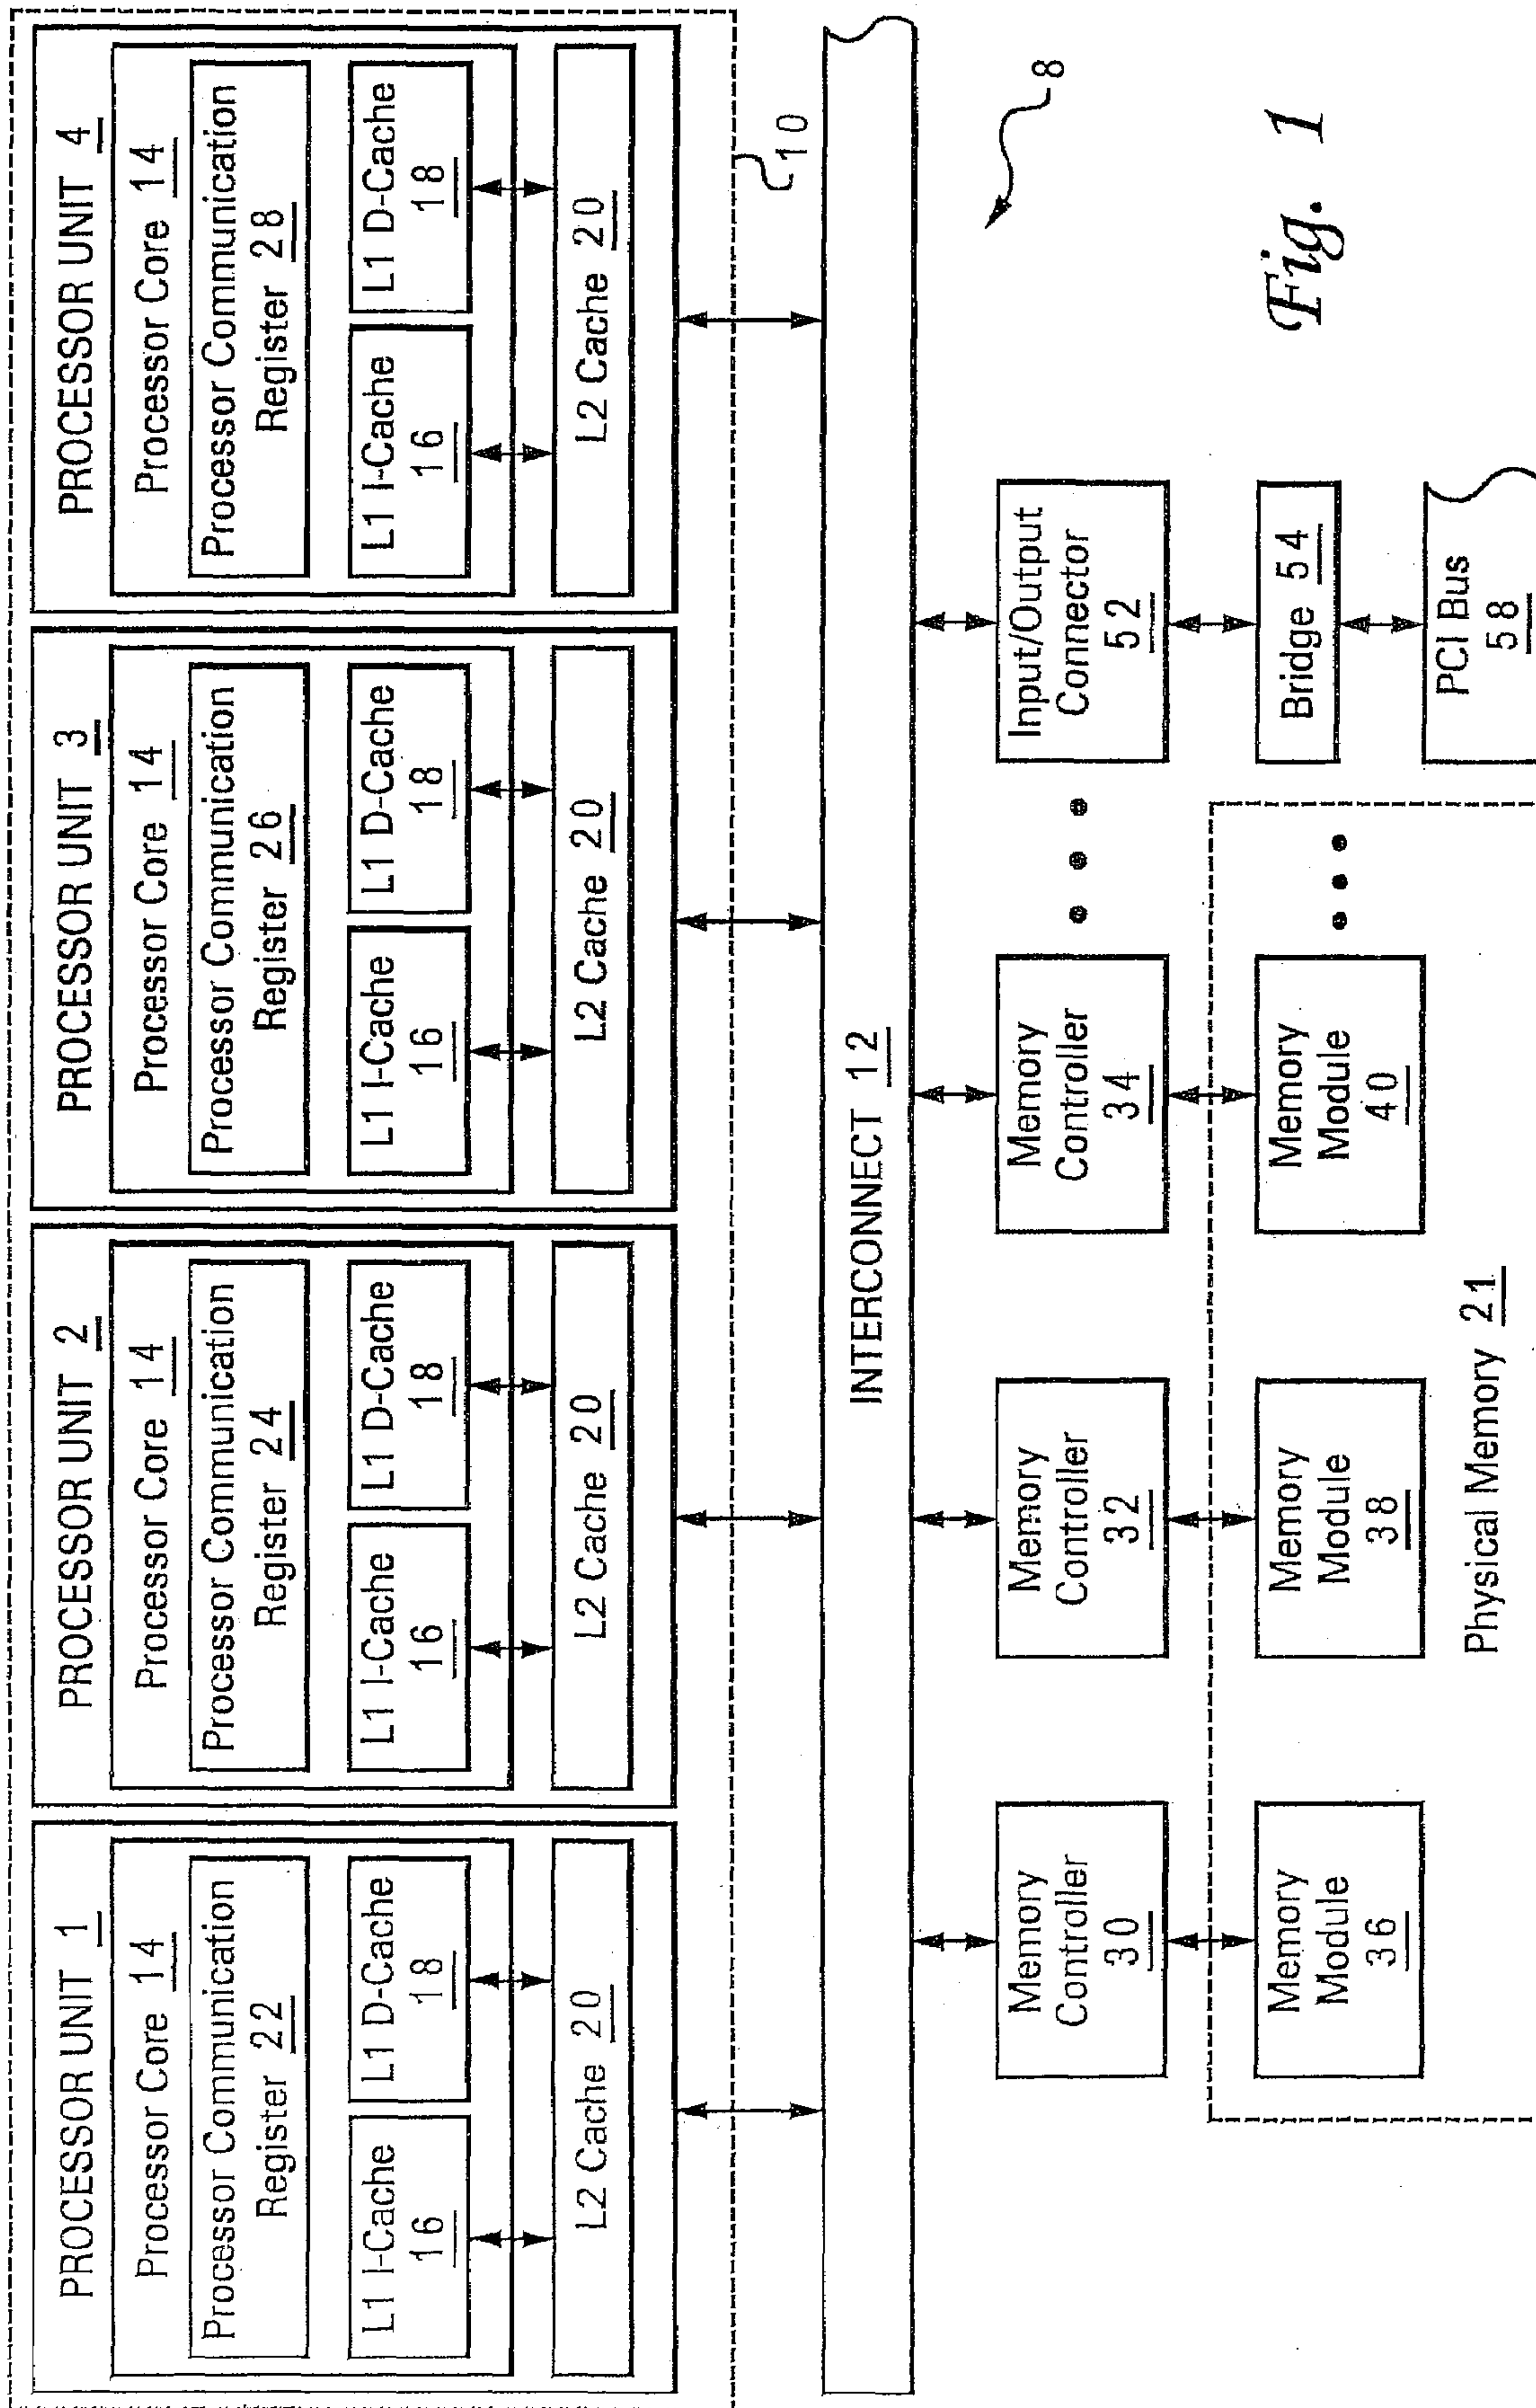 PROCESSOR UNIT 1
Processor Core 14
Processor Communication
Register 22
L1 I-Cache
16
L1 D-Cache
18
L2 Cache 20
PROCESSOR UNIT 2
Processor Core 14
Processor Communication
Register 24
L1 I-Cache
16
L1 D-Cache
18
L2 Cache 20
PROCESSOR UNIT 3
Processor Core 14
Processor Communication
Register 26
L1 I-Cache
16
L1 D-Cache
18
L2 Cache 20
PROCESSOR UNIT 4
Processor Core 14
Processor Communication
Register 28
L1 I-Cache
16
L1 D-Cache
18
L2 Cache 20
10
INTERCONNECT 12
8
Memory
Controller
30
Memory
Controller
32
Memory
Controller
34
Input/Output
Connector
52
Memory
Module
36
Memory
Module
38
Memory
Module
40
Bridge 54
PCI Bus
58
Physical Memory 21
Fig. 1